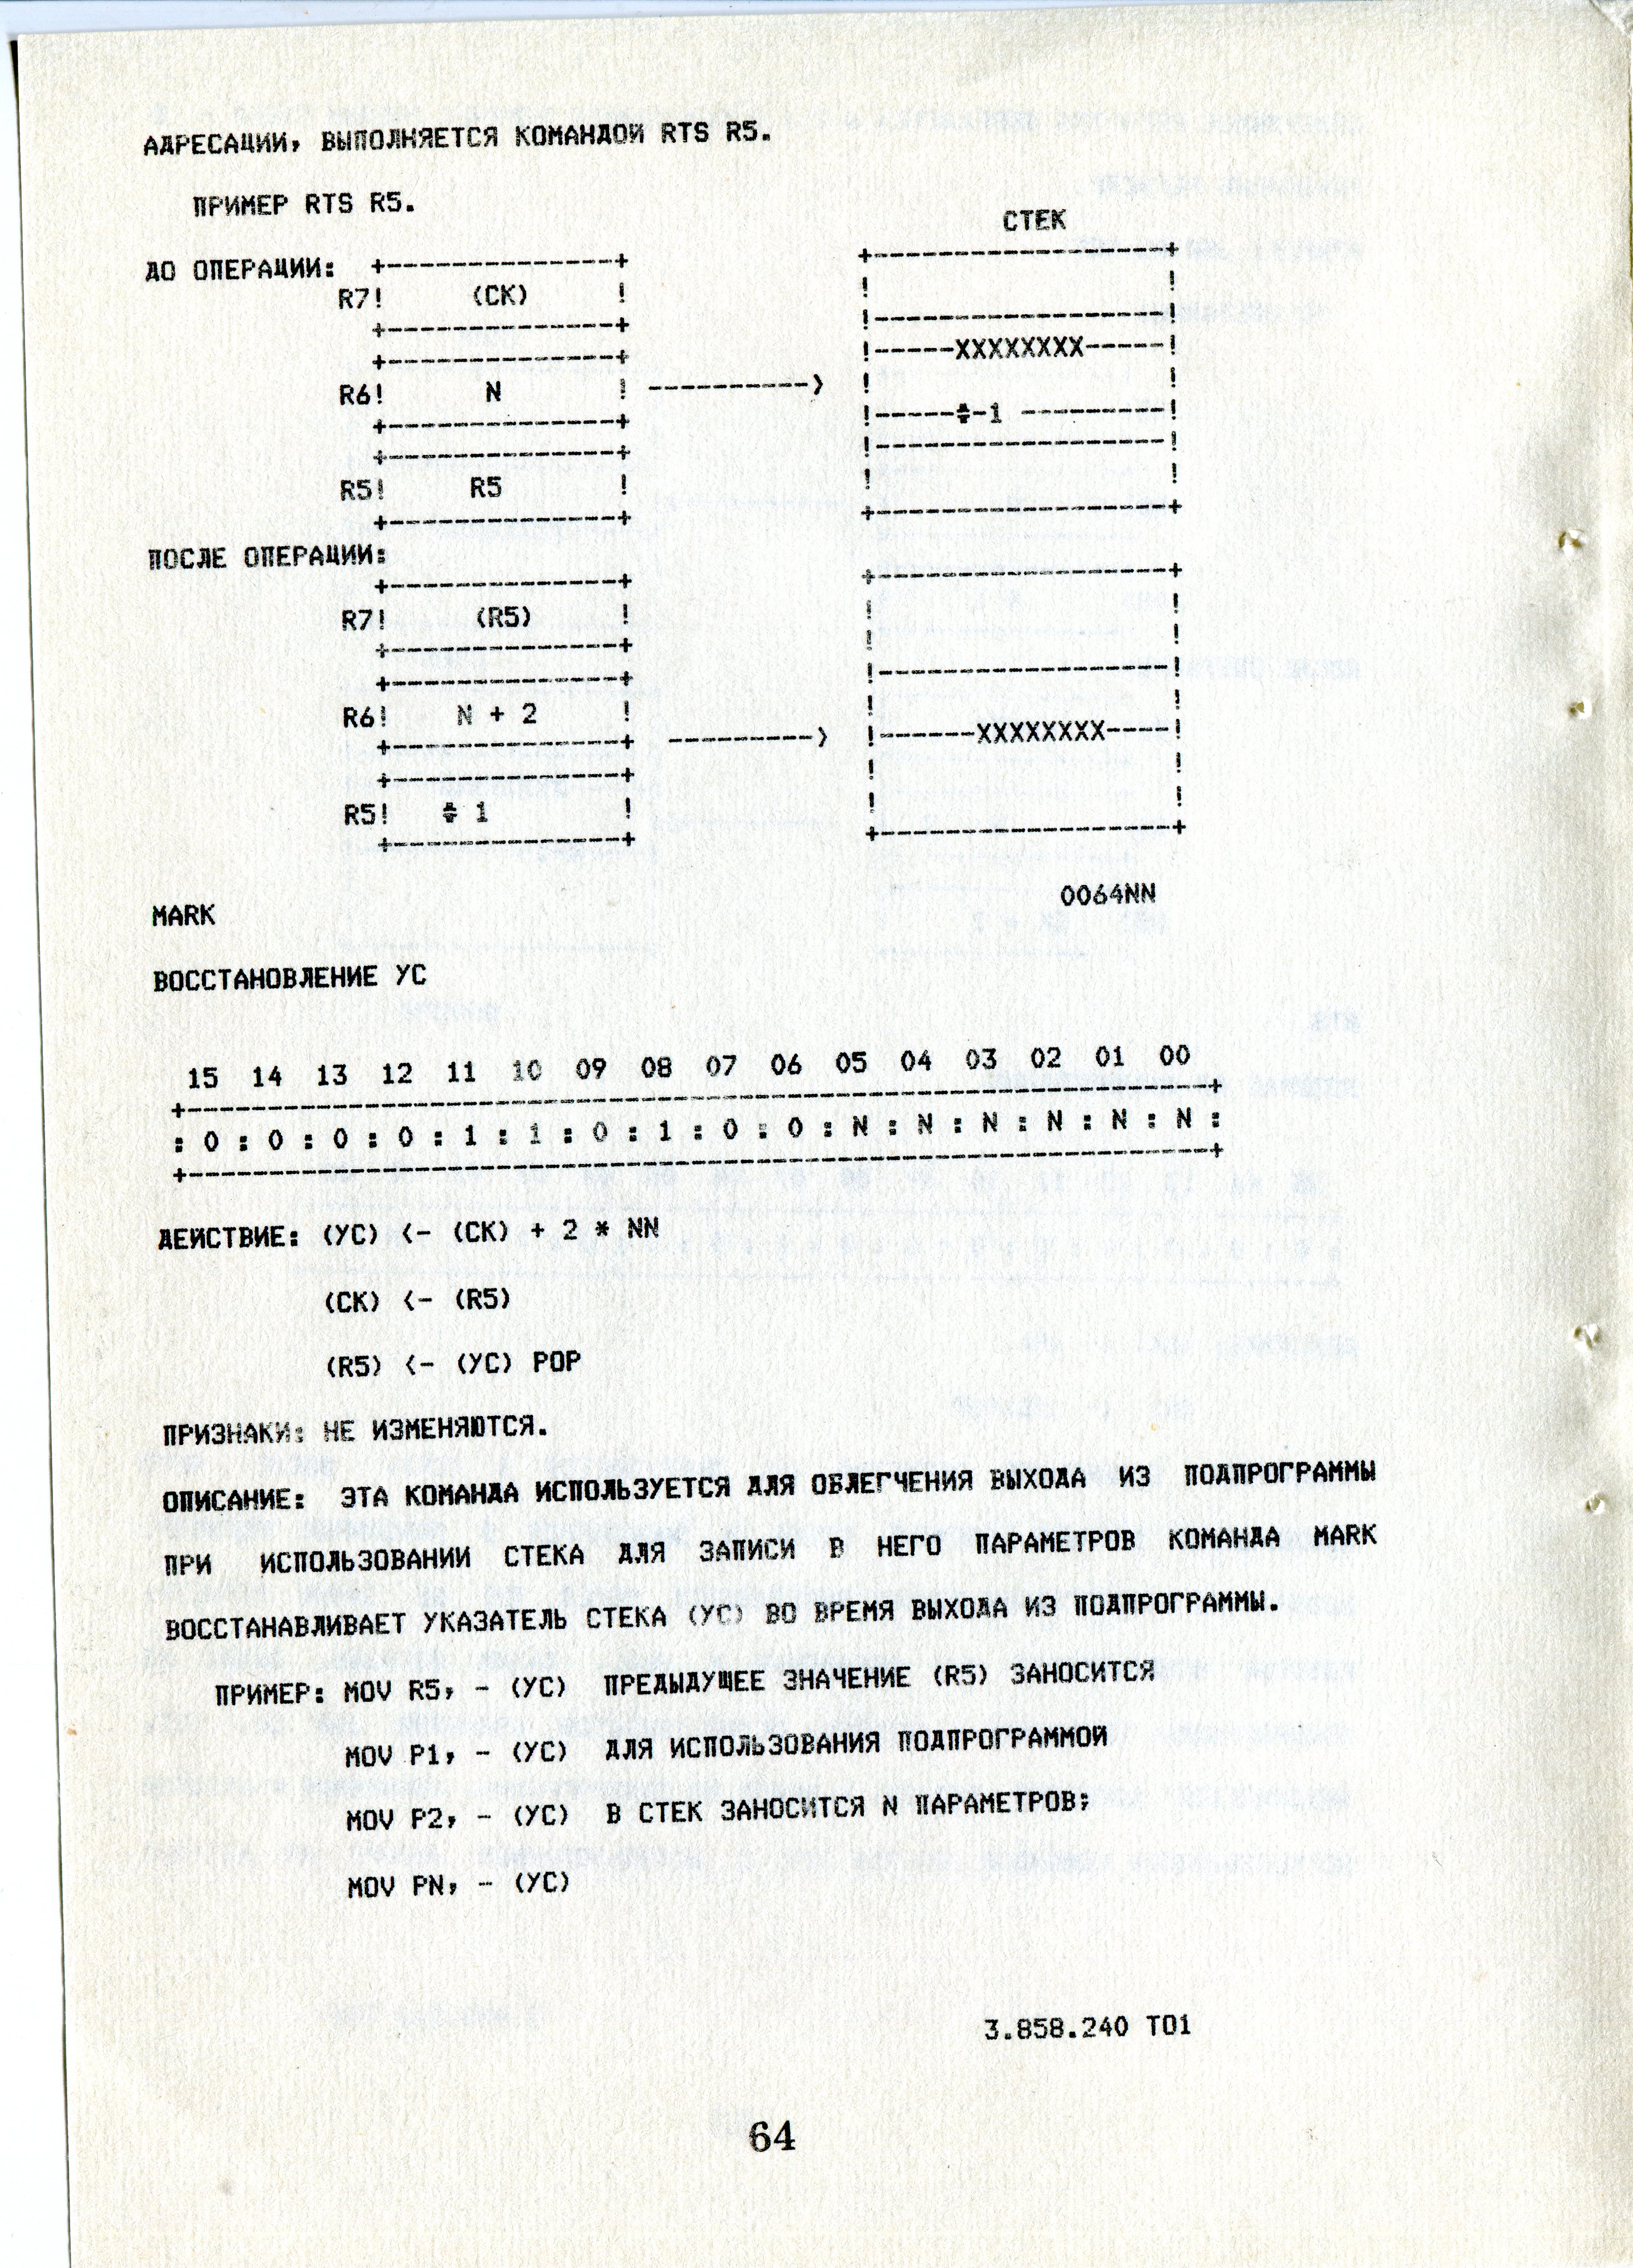 АДРЕСАЦИИ, ВЫПОЛНЯЕТСЯ КОМАНДОЙ RTS R5.
ПРИМЕР RTS R5.
СТЕК
ДО ОПЕРАЦИИ: +---------------+ +-------------------+
R7! (СК) ! ! !
+---------------+ !------------------!
+---------------+ !-----XXXXXXXX-----!
R6! N ! ----------> ! !
+---------------+ !-----≑-1 ---------!
+---------------+ !------------------!
R5! R5 ! ! !
+---------------+ +-------------------+
ПОСЛЕ ОПЕРАЦИИ:
+---------------+ +-------------------+
R7! (R5) ! ! !
+---------------+ ! !
+---------------+ !------------------!
R6! N + 2 ! ! !
+---------------+ ---------> !------XXXXXXXX----!
+---------------+ ! !
R5! ≑ 1 ! ! !
+---------------+ +-------------------+
MARK 0064NN
ВОССТАНОВЛЕНИЕ УС
15 14 13 12 11 10 09 08 07 06 05 04 03 02 01 00
+----------------------------------------------------------------+
: 0 : 0 : 0 : 0 : 1 : 1 : 0 : 1 : 0 : 0 : N : N : N : N : N : N :
+----------------------------------------------------------------+
ДЕЙСТВИЕ: (УС) <- (СК) + 2 * NN
(СК) <- (R5)
(R5) <- (УС) POP
ПРИЗНАКИ: НЕ ИЗМЕНЯЮТСЯ.
ОПИСАНИЕ: ЭТА КОМАНДА ИСПОЛЬЗУЕТСЯ ДЛЯ ОБЛЕГЧЕНИЯ ВЫХОДА ИЗ ПОДПРОГРАММЫ
ПРИ ИСПОЛЬЗОВАНИИ СТЕКА ДЛЯ ЗАПИСИ В НЕГО ПАРАМЕТРОВ КОМАНДА MARK
ВОССТАНАВЛИВАЕТ УКАЗАТЕЛЬ СТЕКА (УС) ВО ВРЕМЯ ВЫХОДА ИЗ ПОДПРОГРАММЫ.
ПРИМЕР: MOV R5, - (УС) ПРЕДЫДУЩЕЕ ЗНАЧЕНИЕ (R5) ЗАНОСИТСЯ
MOV P1, - (УС) ДЛЯ ИСПОЛЬЗОВАНИЯ ПОДПРОГРАММОЙ
MOV P2, - (УС) В СТЕК ЗАНОСИТСЯ N ПАРАМЕТРОВ;
MOV PN, - (УС)
3.858.240 ТО1
64